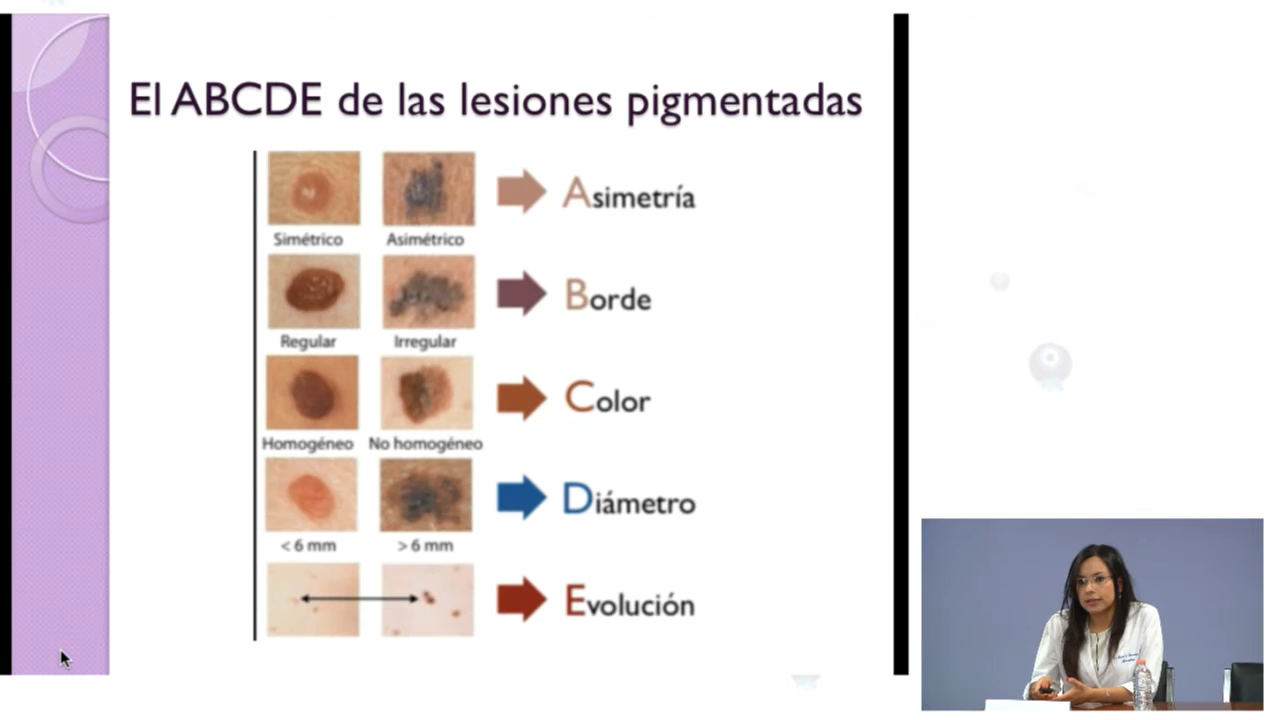 El ABCDE de las lesiones pigmentadas
Asimetría
Simétrico Asimétrico
Borde
Regular Irregular
Color
Homogéneo No homogéneo
Diámetro
< 6 mm > 6 mm
Evolución